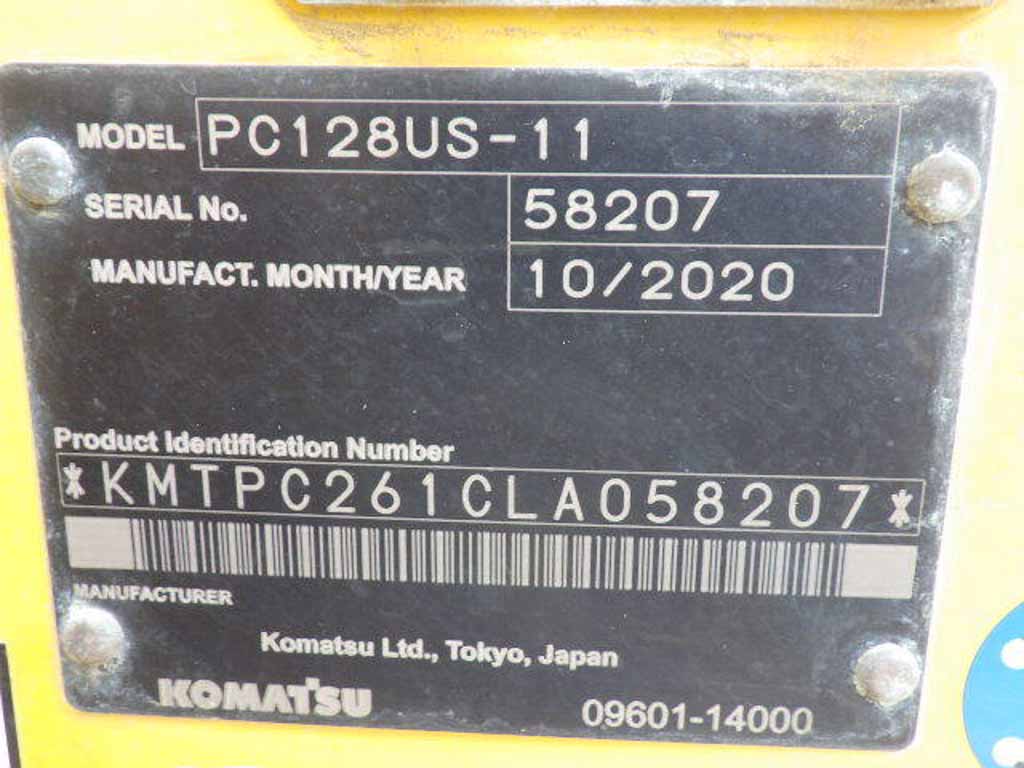 MODEL PC128US-11
SERIAL No. 58207
MANUFACT. MONTH/YEAR 10/2020
Product Identification Number
*KMTPC261CLA058207*
MANUFACTURER
Komatsu Ltd., Tokyo, Japan
KOMATSU 09601-14000